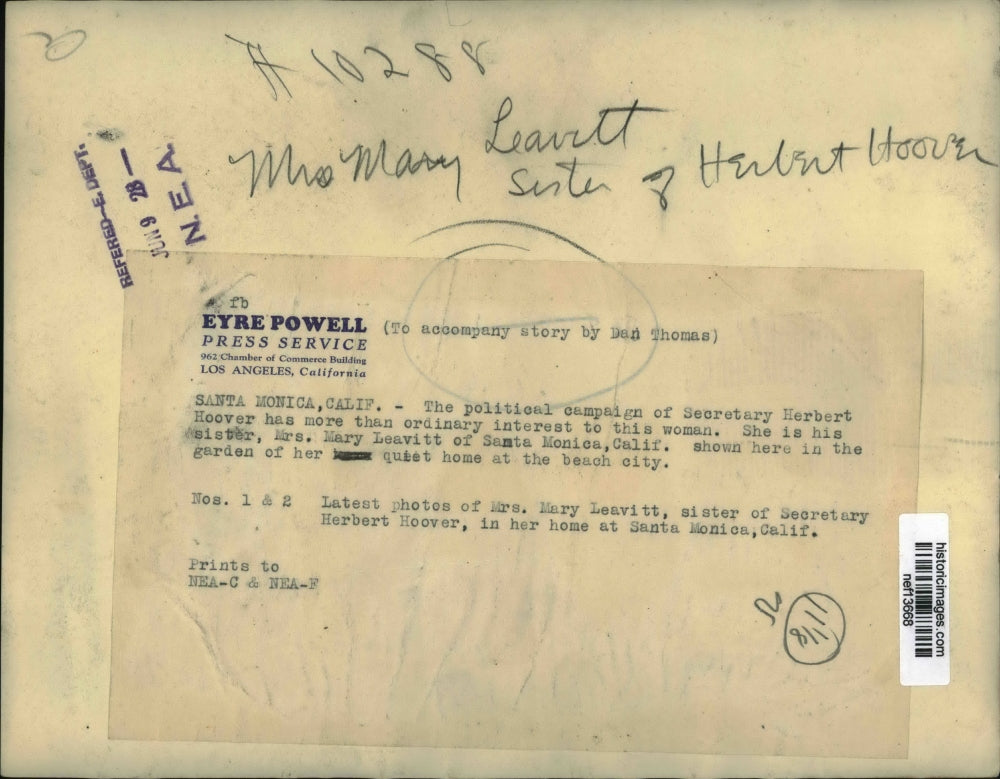 # 10288
Mrs Mary Leavitt
Sister of Herbert Hoover
REFERED—E. DEPT.
JUN 9 28 —
N. E. A.
fb
EYRE POWELL
PRESS SERVICE
962 Chamber of Commerce Building
LOS ANGELES, California
(To accompany story by Dan Thomas)
SANTA MONICA,CALIF. - The political campaign of Secretary Herbert
Hoover has more than ordinary interest to this woman. She is his
sister, Mrs. Mary Leavitt of Santa Monica,Calif. shown here in the
garden of her quiet home at the beach city.
Nos. 1 & 2 Latest photos of Mrs. Mary Leavitt, sister of Secretary
Herbert Hoover, in her home at Santa Monica,Calif.
Prints to
NEA-C & NEA-F
historicimages.com
nef13668